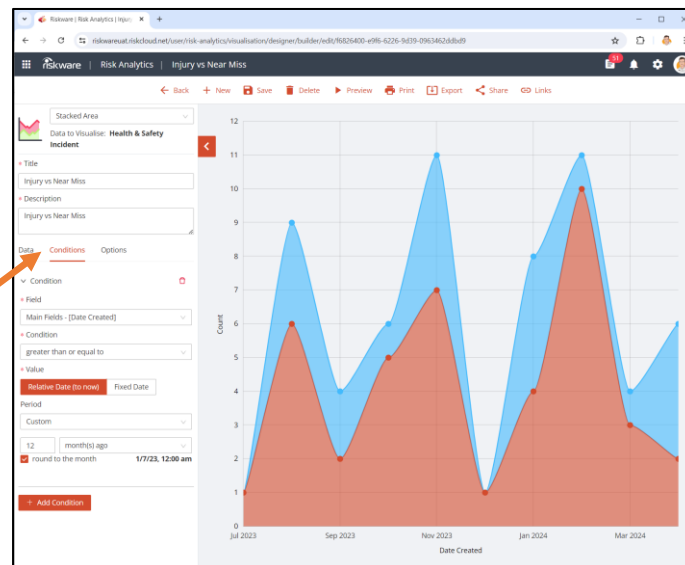 Riskware | Risk Analytics | Injury
riskwareuat.riskcloud.net/user/risk-analytics/visualisation/designer/builder/edit/f6826400-e9f6-6226-9d39-0963462ddbd9
riskware | Risk Analytics | Injury vs Near Miss
51
Back New Save Delete Preview Print Export Share Links
Stacked Area
Data to Visualise: Health & Safety
Incident
* Title
Injury vs Near Miss
* Description
Injury vs Near Miss
Data Conditions Options
Condition
* Field
Main Fields - [Date Created]
* Condition
greater than or equal to
* Value
Relative Date (to now) Fixed Date
Period
Custom
12 month(s) ago
round to the month 1/7/23, 12:00 am
+ Add Condition
12
11
10
9
8
7
6
5
4
3
2
1
0
Count
Jul 2023 Sep 2023 Nov 2023 Jan 2024 Mar 2024
Date Created